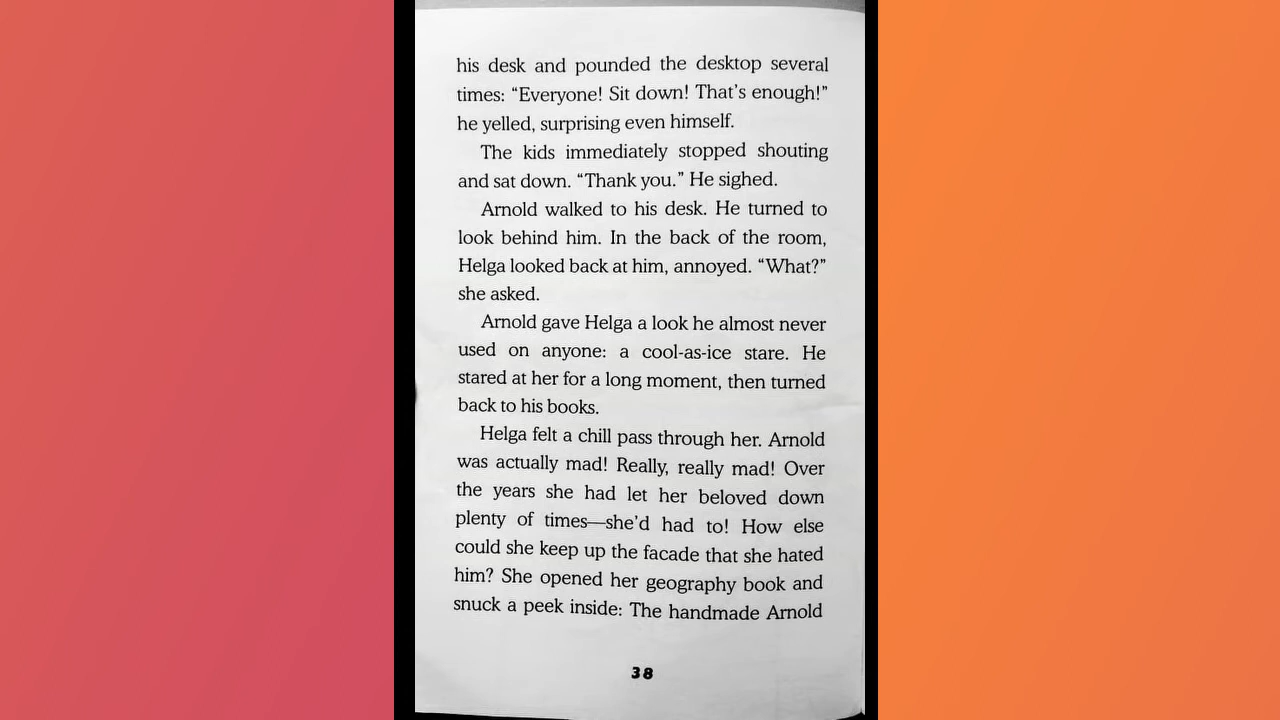 his desk and pounded the desktop several
times: “Everyone! Sit down! That’s enough!”
he yelled, surprising even himself.
The kids immediately stopped shouting
and sat down. “Thank you.” He sighed.
Arnold walked to his desk. He turned to
look behind him. In the back of the room,
Helga looked back at him, annoyed. “What?”
she asked.
Arnold gave Helga a look he almost never
used on anyone: a cool-as-ice stare. He
stared at her for a long moment, then turned
back to his books.
Helga felt a chill pass through her. Arnold
was actually mad! Really, really mad! Over
the years she had let her beloved down
plenty of times—she’d had to! How else
could she keep up the facade that she hated
him? She opened her geography book and
snuck a peek inside: The handmade Arnold
38